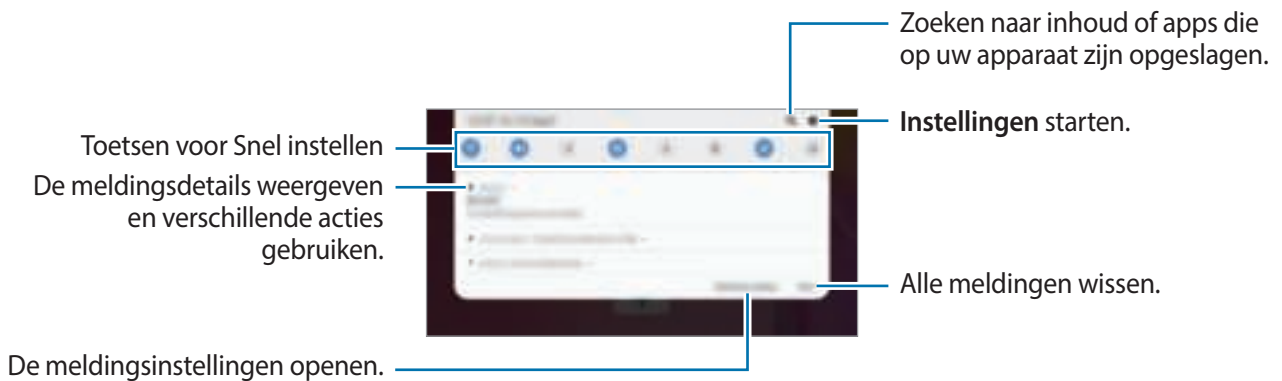 Zoeken naar inhoud of apps die
op uw apparaat zijn opgeslagen.
Instellingen starten.
Toetsen voor Snel instellen
De meldingsdetails weergeven
en verschillende acties
gebruiken.
Alle meldingen wissen.
De meldingsinstellingen openen.